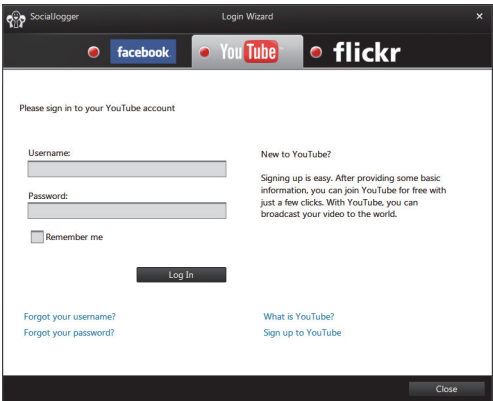 SocialJogger
Login Wizard
×
facebook
YouTube
flickr
Please sign in to your YouTube account
Username:
New to YouTube?
Signing up is easy. After providing some basic
information, you can join YouTube for free with
just a few clicks. With YouTube, you can
broadcast your video to the world.
Password:
Remember me
Log In
Forgot your username?
What is YouTube?
Forgot your password?
Sign up to YouTube
Close